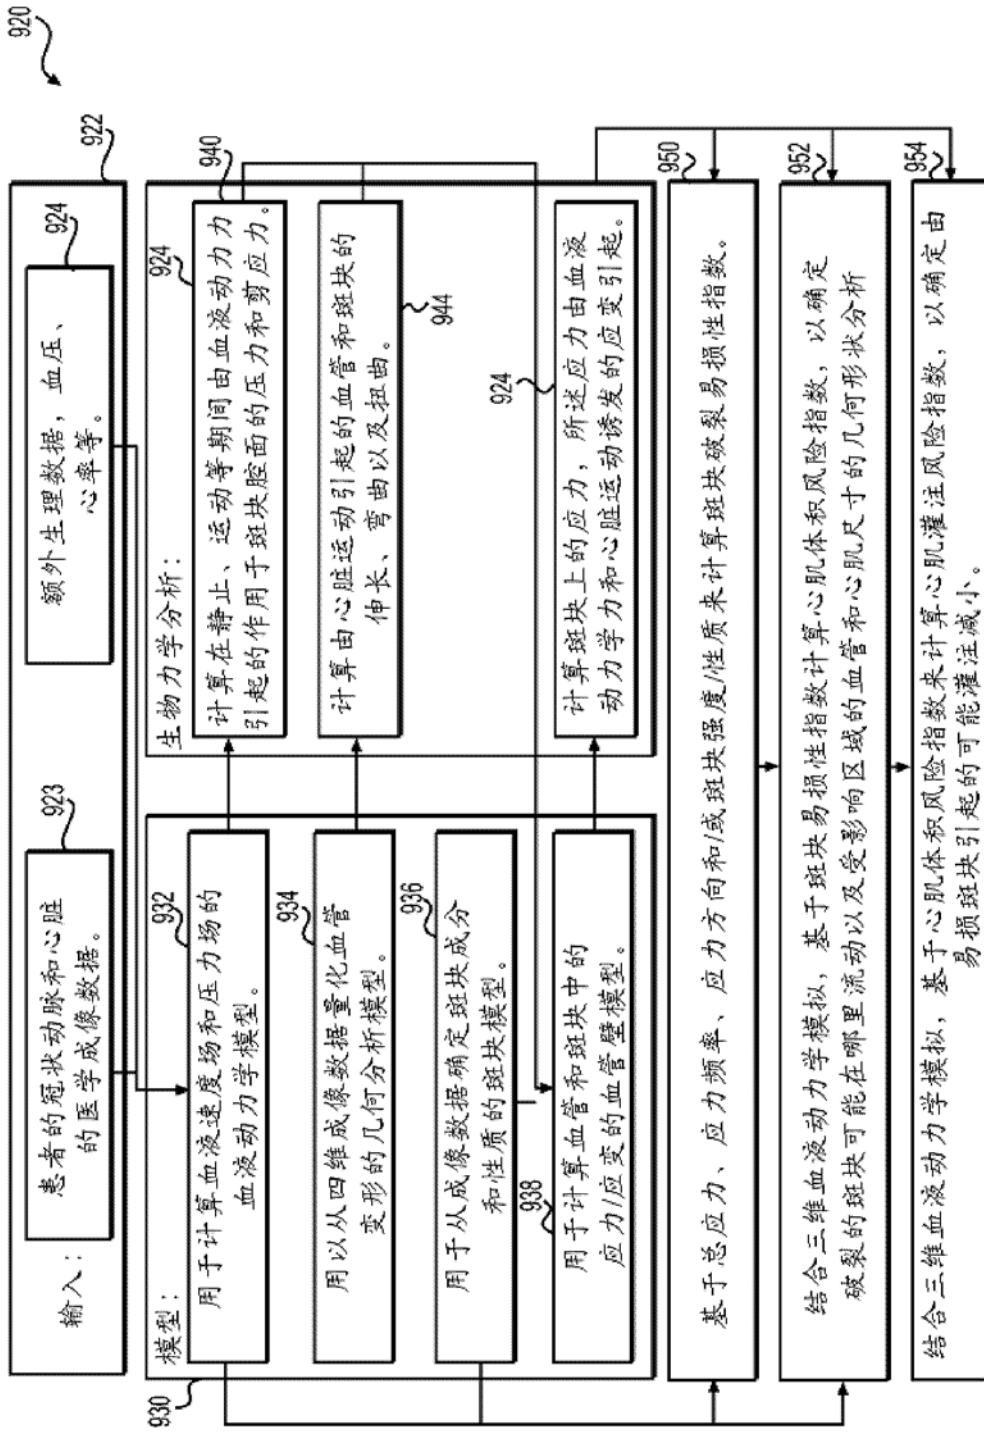 920
922
输入：
患者的冠状动脉和心脏
的医学成像数据。
923
额外生理数据，血压、
心率等。
924
930
模型：
用于计算血液速度场和压力场的
血液动力学模型。
932
用以从四维成像数据量化血管
变形的几何分析模型。
934
用于从成像数据确定斑块成分
和性质的斑块模型。
936
用于计算血管和斑块中的
应力/应变的血管壁模型。
938
生物力学分析：
940
计算在静止、运动等期间由血液动力力
引起的作用于斑块腔面的压力和剪应力。
924
计算由心脏运动引起的血管和斑块的
伸长、弯曲以及扭曲。
944
计算斑块上的应力，所述应力由血液
动力学力和心脏运动诱发的应变引起。
924
基于总应力、应力频率、应力方向和/或斑块强度/性质来计算斑块破裂易损性指数。
950
结合三维血液动力学模拟，基于斑块易损性指数计算心肌体积风险指数，以确定
破裂的斑块可能在哪里流动以及受影响区域的血管和心肌尺寸的几何形状分析
952
结合三维血液动力学模拟，基于心肌体积风险指数来计算心肌灌注风险指数，以确定由
易损斑块引起的可能灌注减小。
954